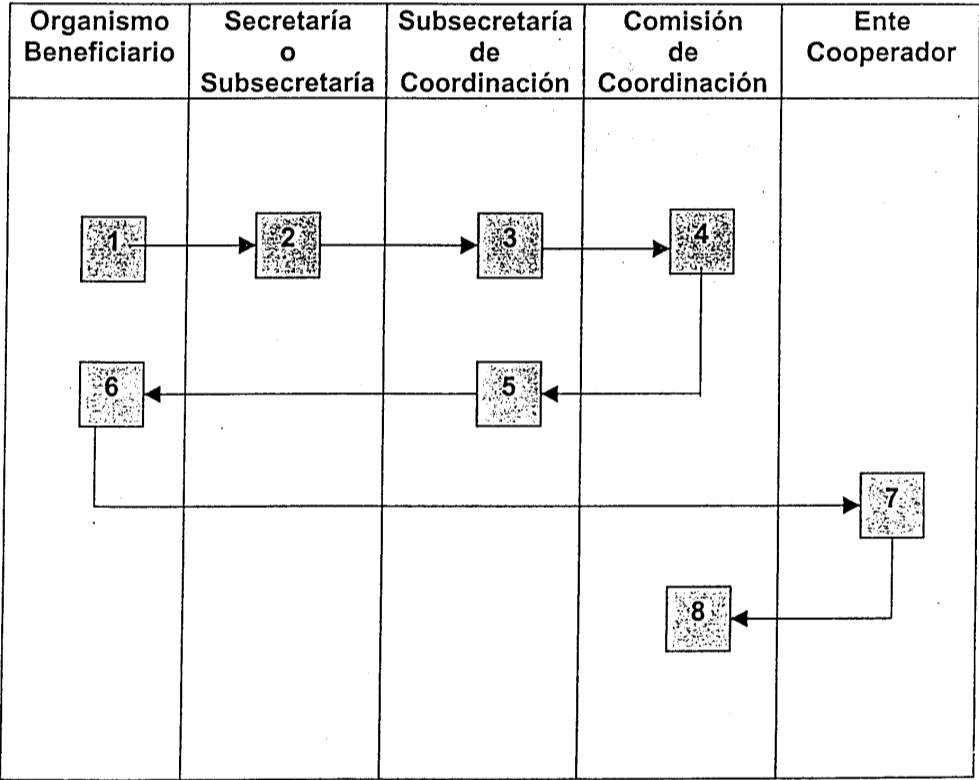 Organismo
Beneficiario
Secretaría
o
Subsecretaría
Subsecretaría
de
Coordinación
Comisión
de
Coordinación
Ente
Cooperador
1
2
3
4
6
5
7
8